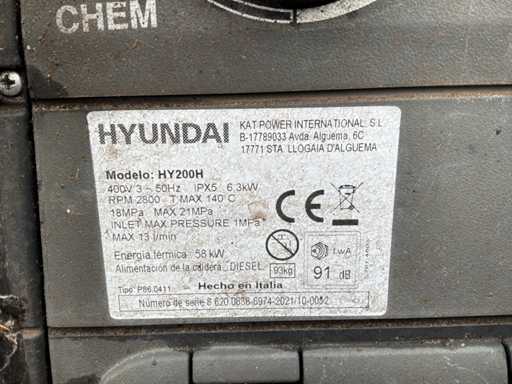 CHEM
HYUNDAI
KAT POWER INTERNATIONAL, S.L
B-17789033 Avda. Alguema, 6C
17771 STA. LLOGAIA D'ALGUEMA
Modelo: HY200H
400V 3 ~ 50Hz IPX5 6.3kW
RPM 2800 T MAX 140°C
18MPa MAX 21MPa
INLET MAX PRESSURE 1MPa
MAX 13 l/min
Energía térmica: 58 kW
Alimentación de la caldera: DIESEL
CE
93kg
LWA
91 dB
Tipo: P86.0411
Hecho en Italia
Número de serie 8.620.0838-6974-2021/10-0052